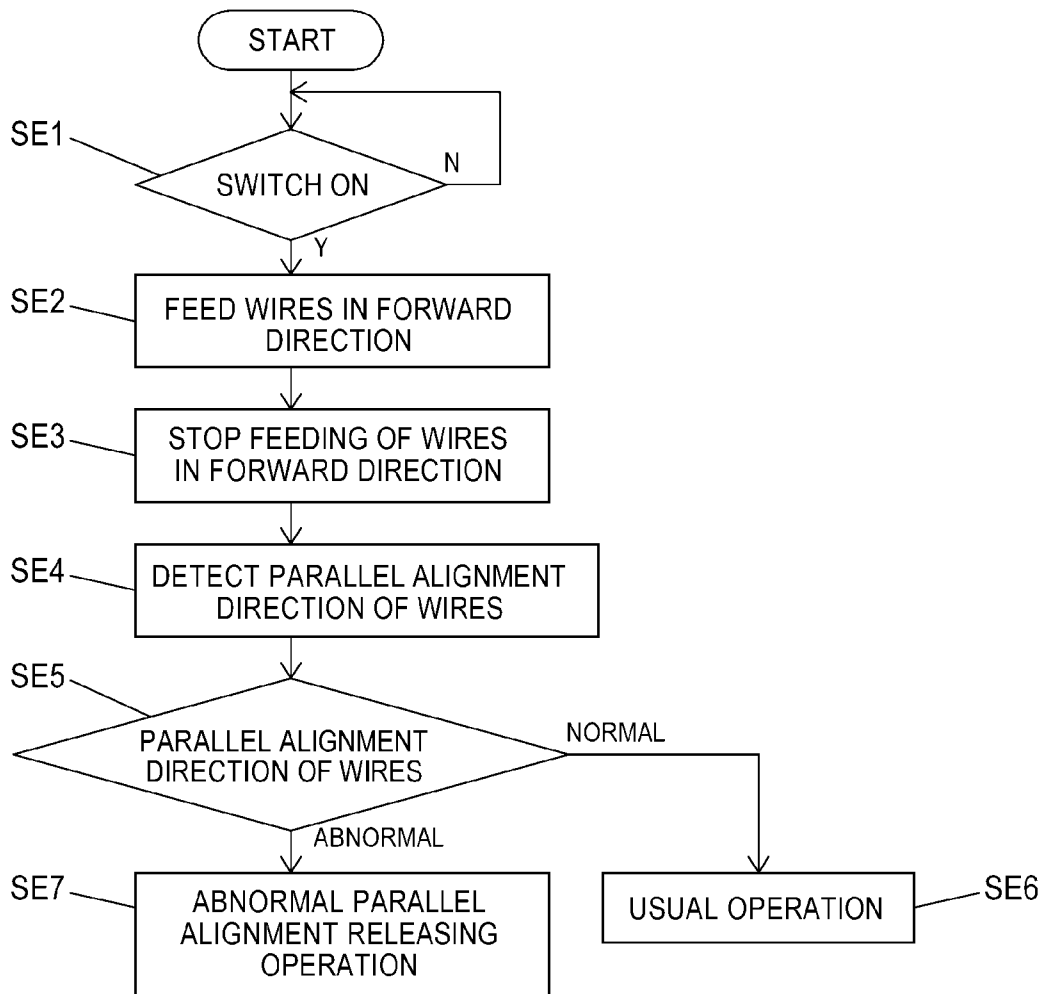 START
SE1
SWITCH ON
N
Y
SE2
FEED WIRES IN FORWARD
DIRECTION
SE3
STOP FEEDING OF WIRES
IN FORWARD DIRECTION
SE4
DETECT PARALLEL ALIGNMENT
DIRECTION OF WIRES
SE5
PARALLEL ALIGNMENT
DIRECTION OF WIRES
NORMAL
ABNORMAL
SE7
ABNORMAL PARALLEL
ALIGNMENT RELEASING
OPERATION
USUAL OPERATION
SE6